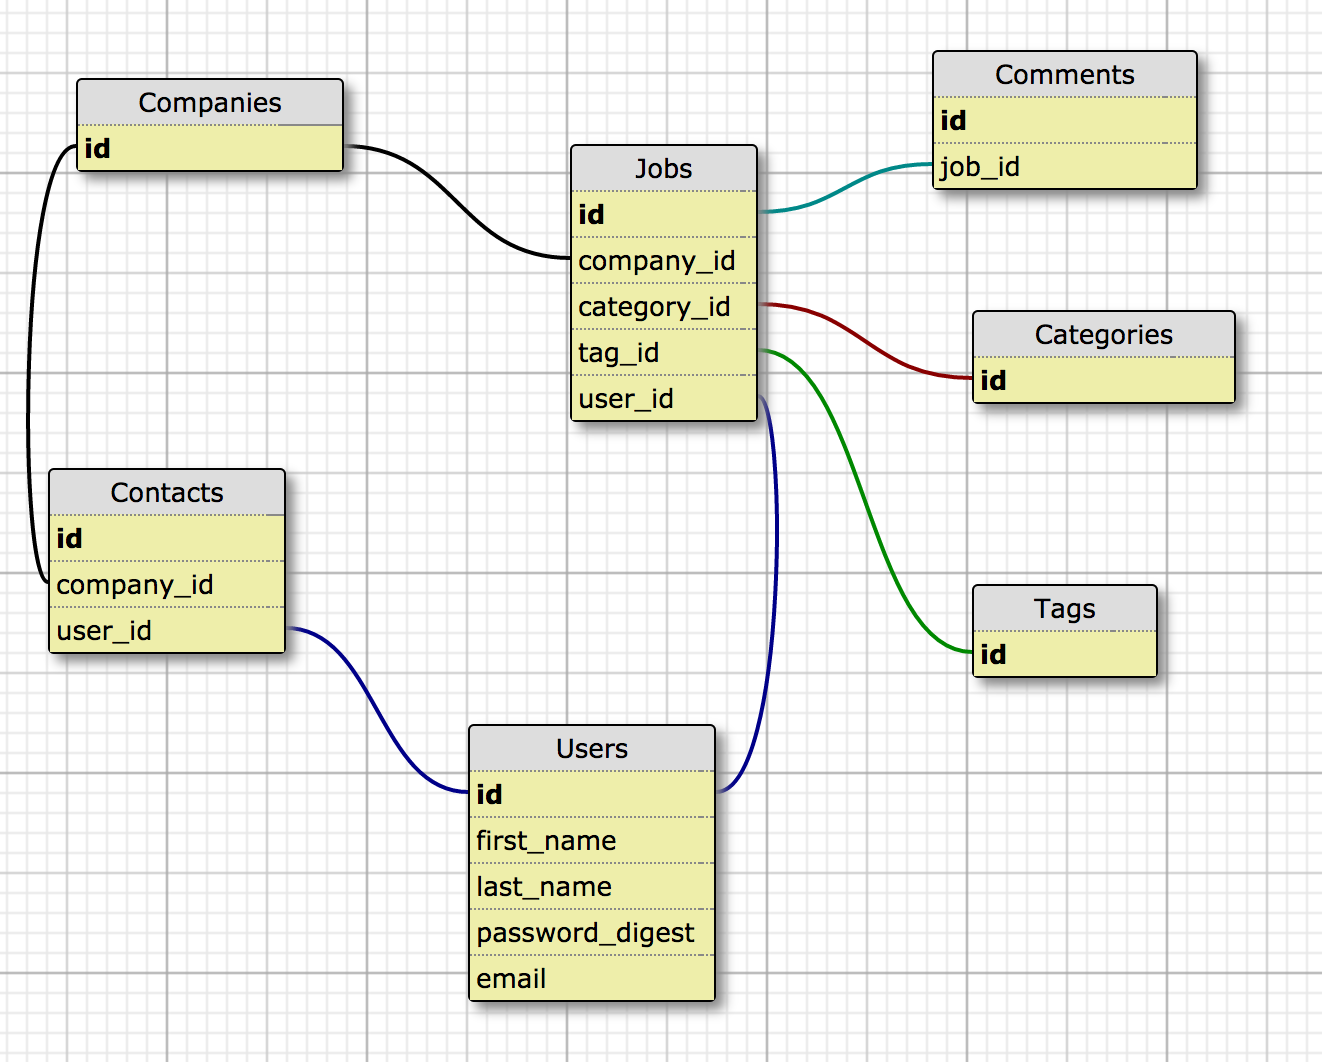 Companies
id
Jobs
id
company_id
category_id
tag_id
user_id
Comments
id
job_id
Categories
id
Contacts
id
company_id
user_id
Tags
id
Users
id
first_name
last_name
password_digest
email